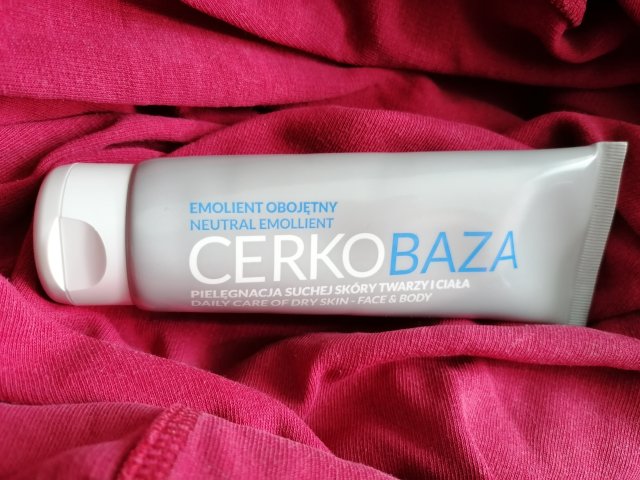 EMOLIENT OBOJĘTNY
NEUTRAL EMOLLIENT
CERKOBAZA
PIELĘGNACJA SUCHEJ SKÓRY TWARZY I CIAŁA
DAILY CARE OF DRY SKIN - FACE & BODY